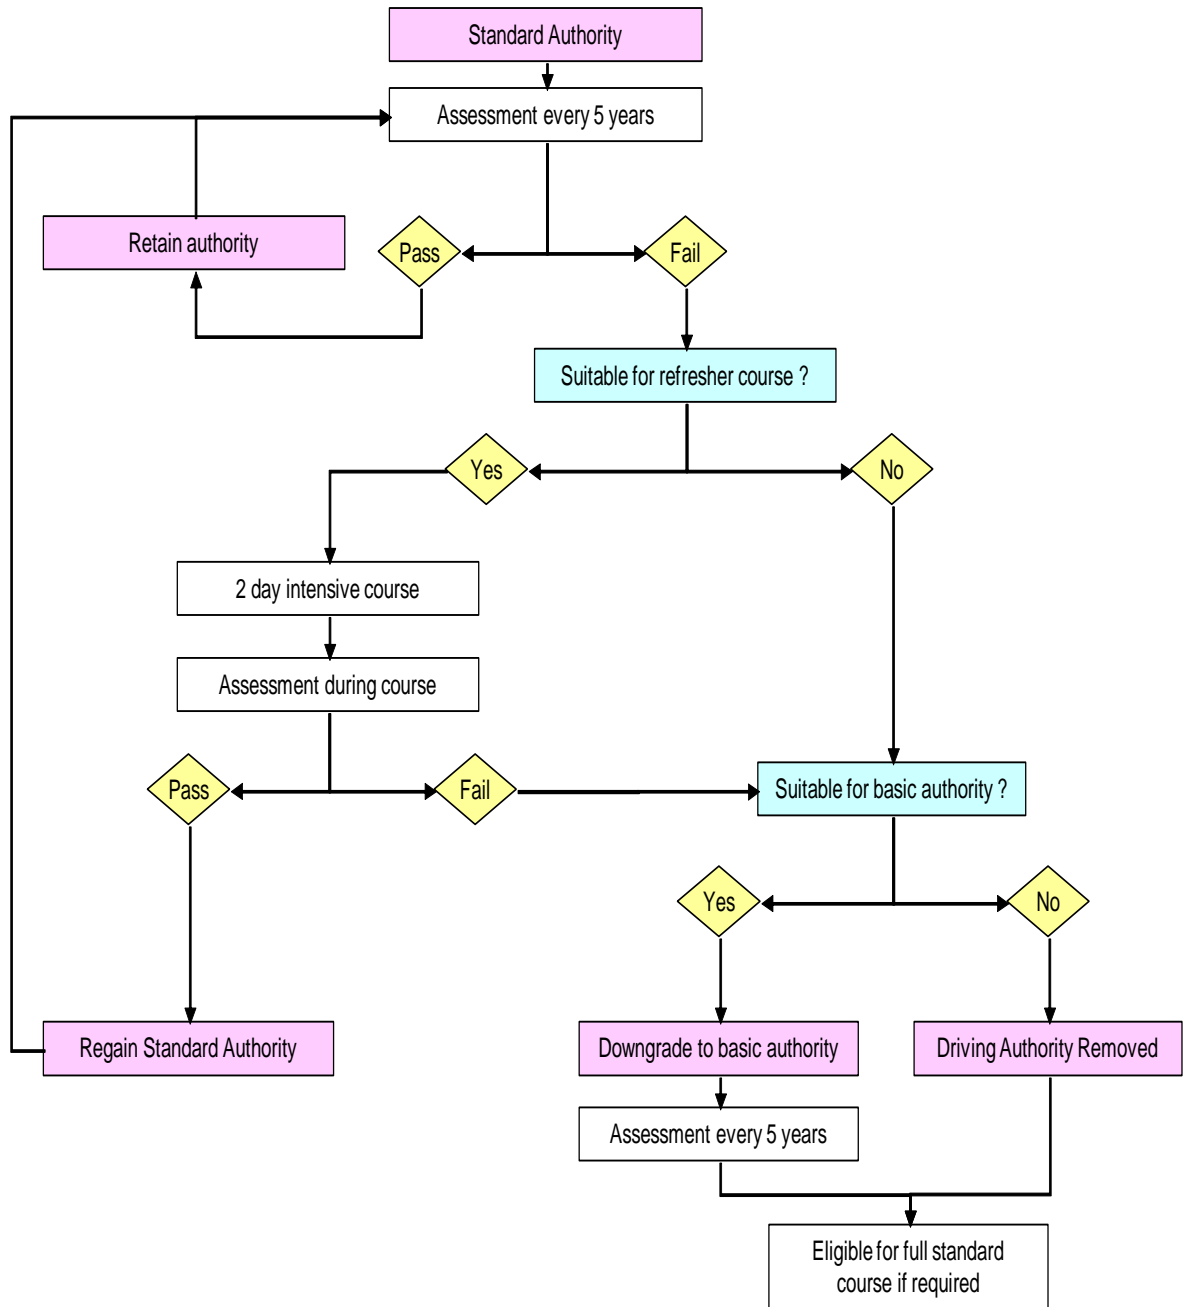 Standard Authority
Assessment every 5 years
Retain authority
Pass
Fail
Suitable for refresher course ?
Yes
No
2 day intensive course
Assessment during course
Pass
Fail
Suitable for basic authority ?
Yes
No
Regain Standard Authority
Downgrade to basic authority
Driving Authority Removed
Assessment every 5 years
Eligible for full standard
course if required